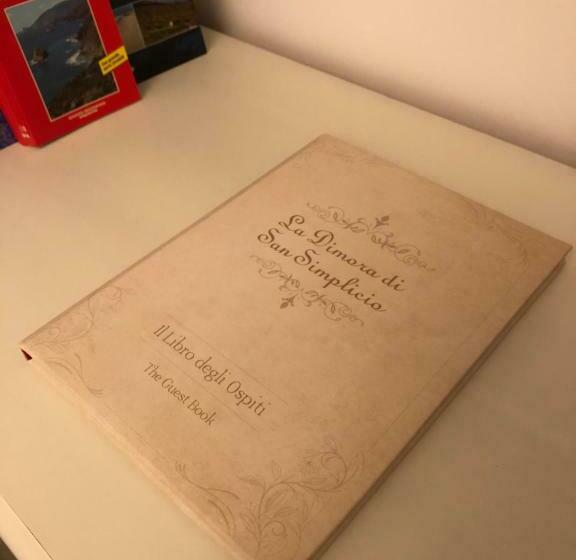 La Dimora di
San Simplicio
Il Libro degli Ospiti
The Guest Book